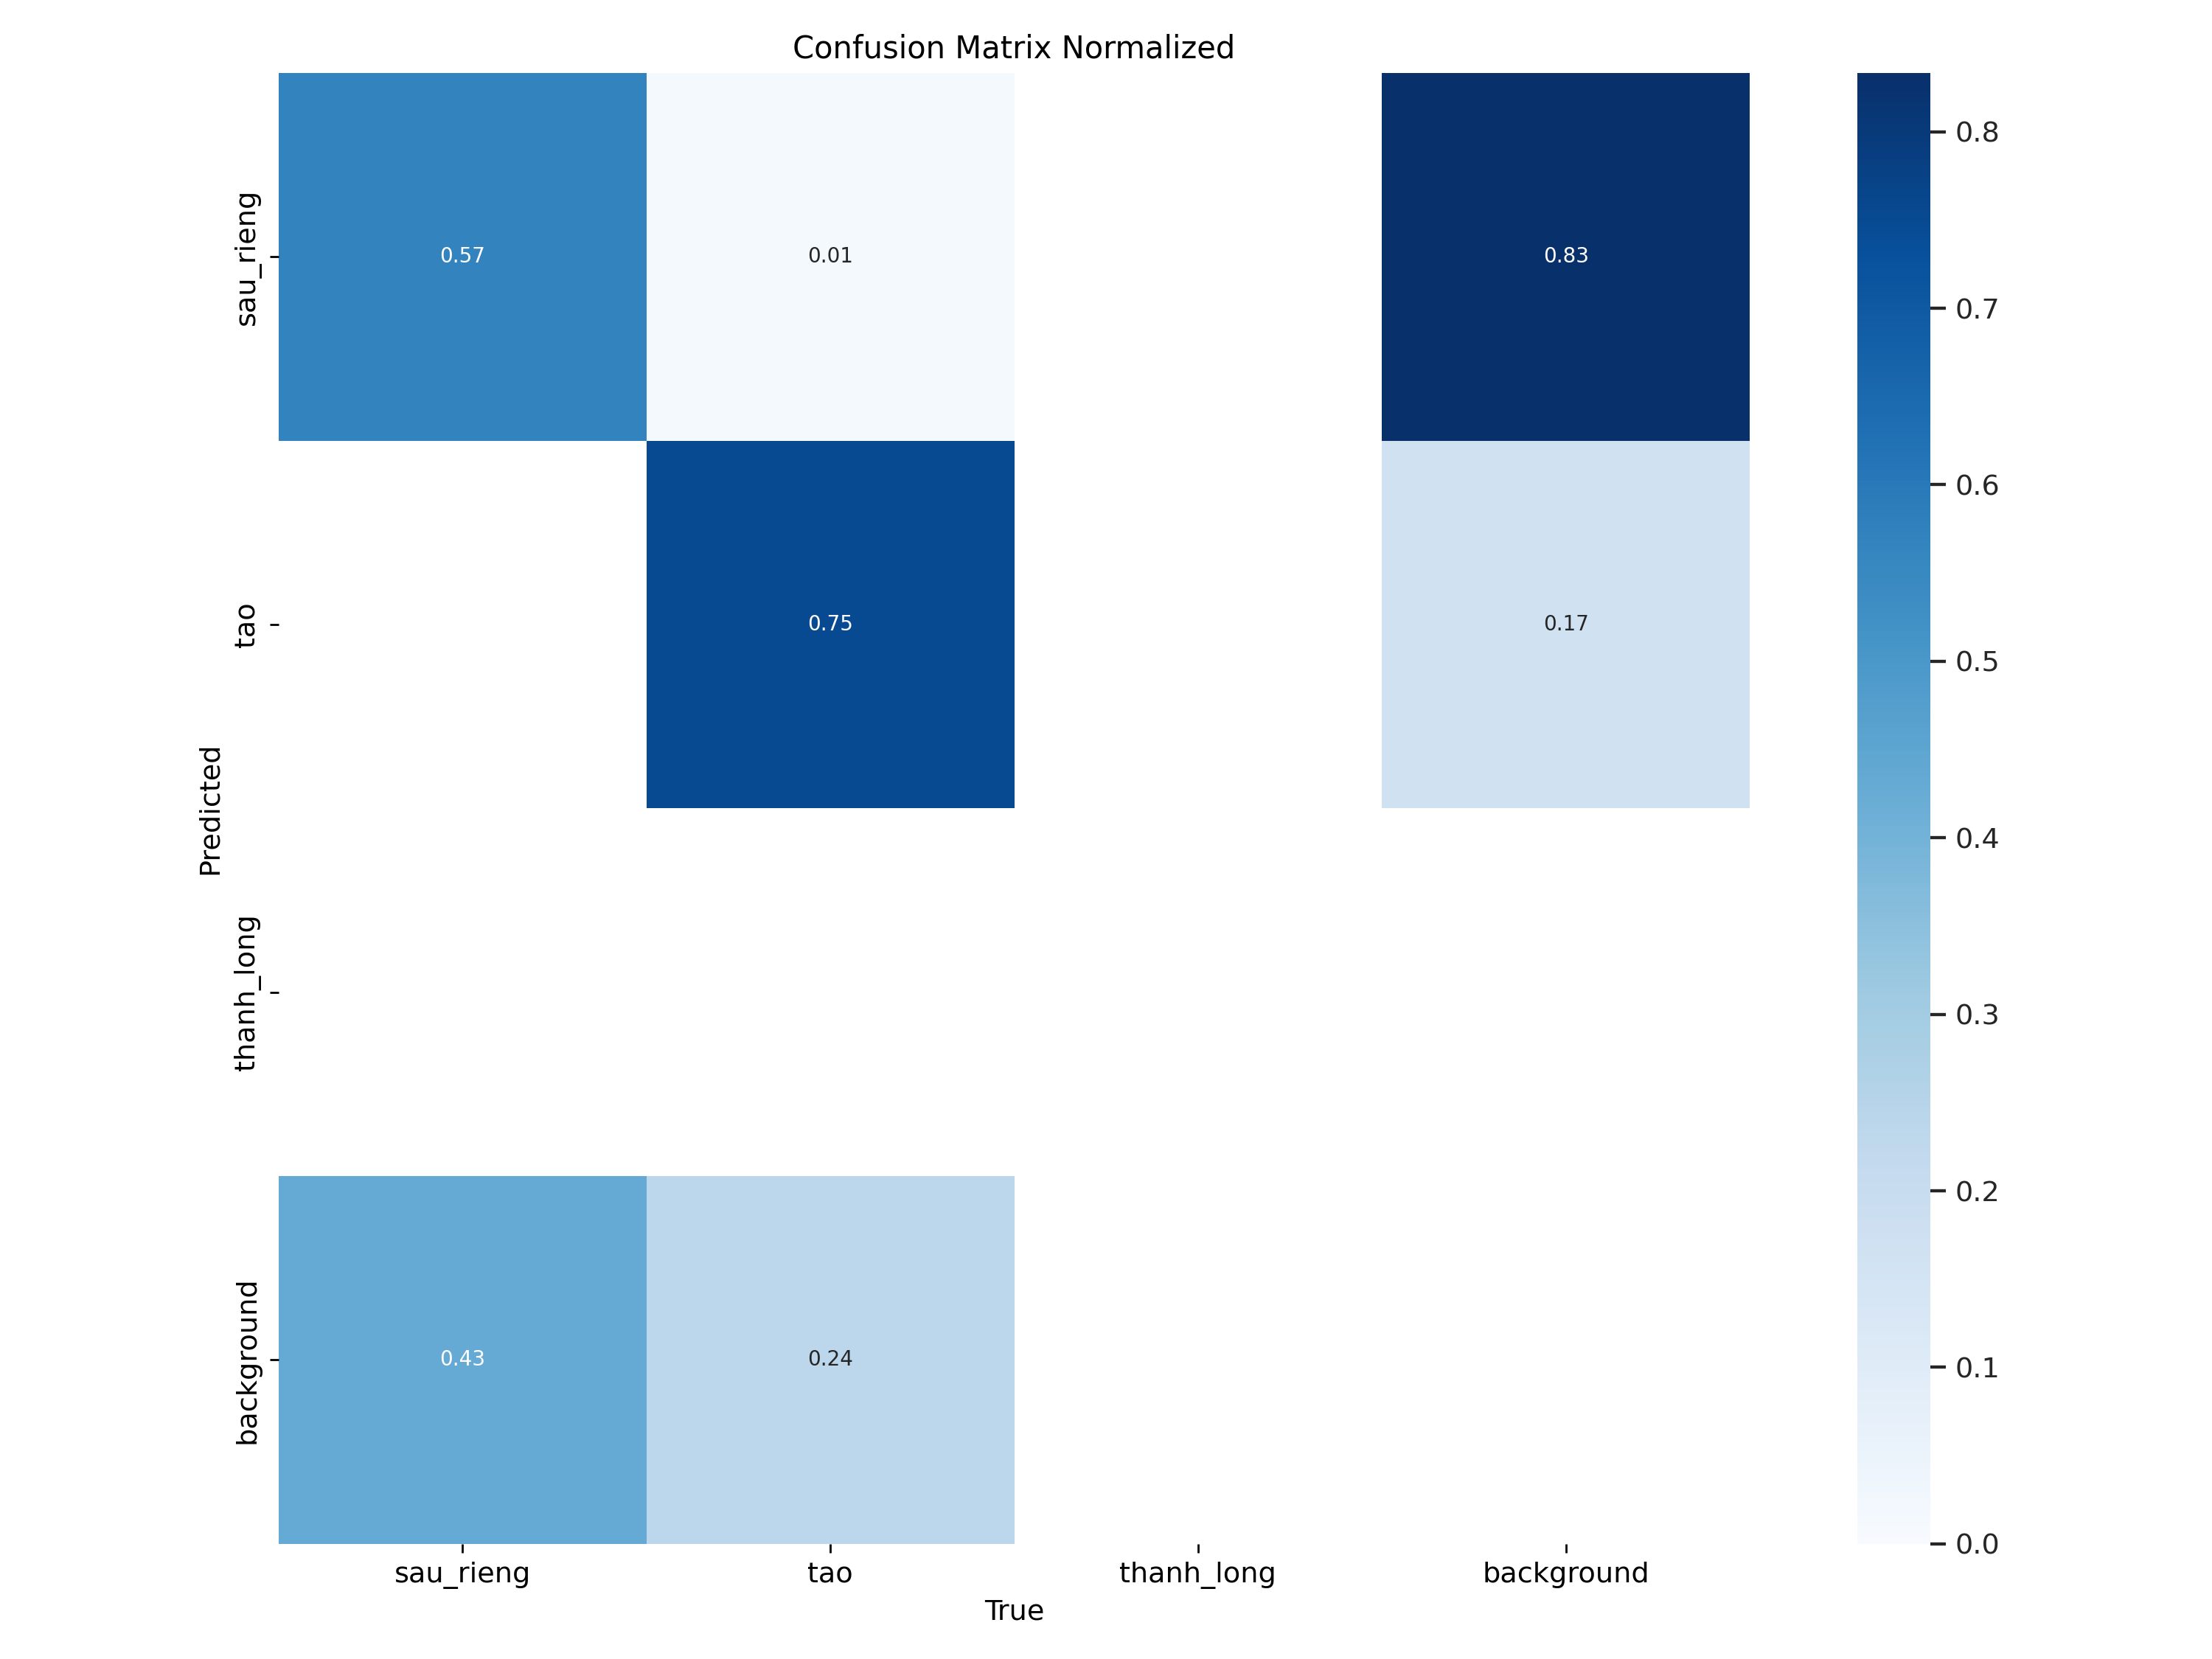 Confusion Matrix Normalized
sau_rieng
0.57
0.01
0.83
tao
0.75
0.17
Predicted
thanh_long
background
0.43
0.24
sau_rieng
tao
thanh_long
background
True
0.8
0.7
0.6
0.5
0.4
0.3
0.2
0.1
0.0